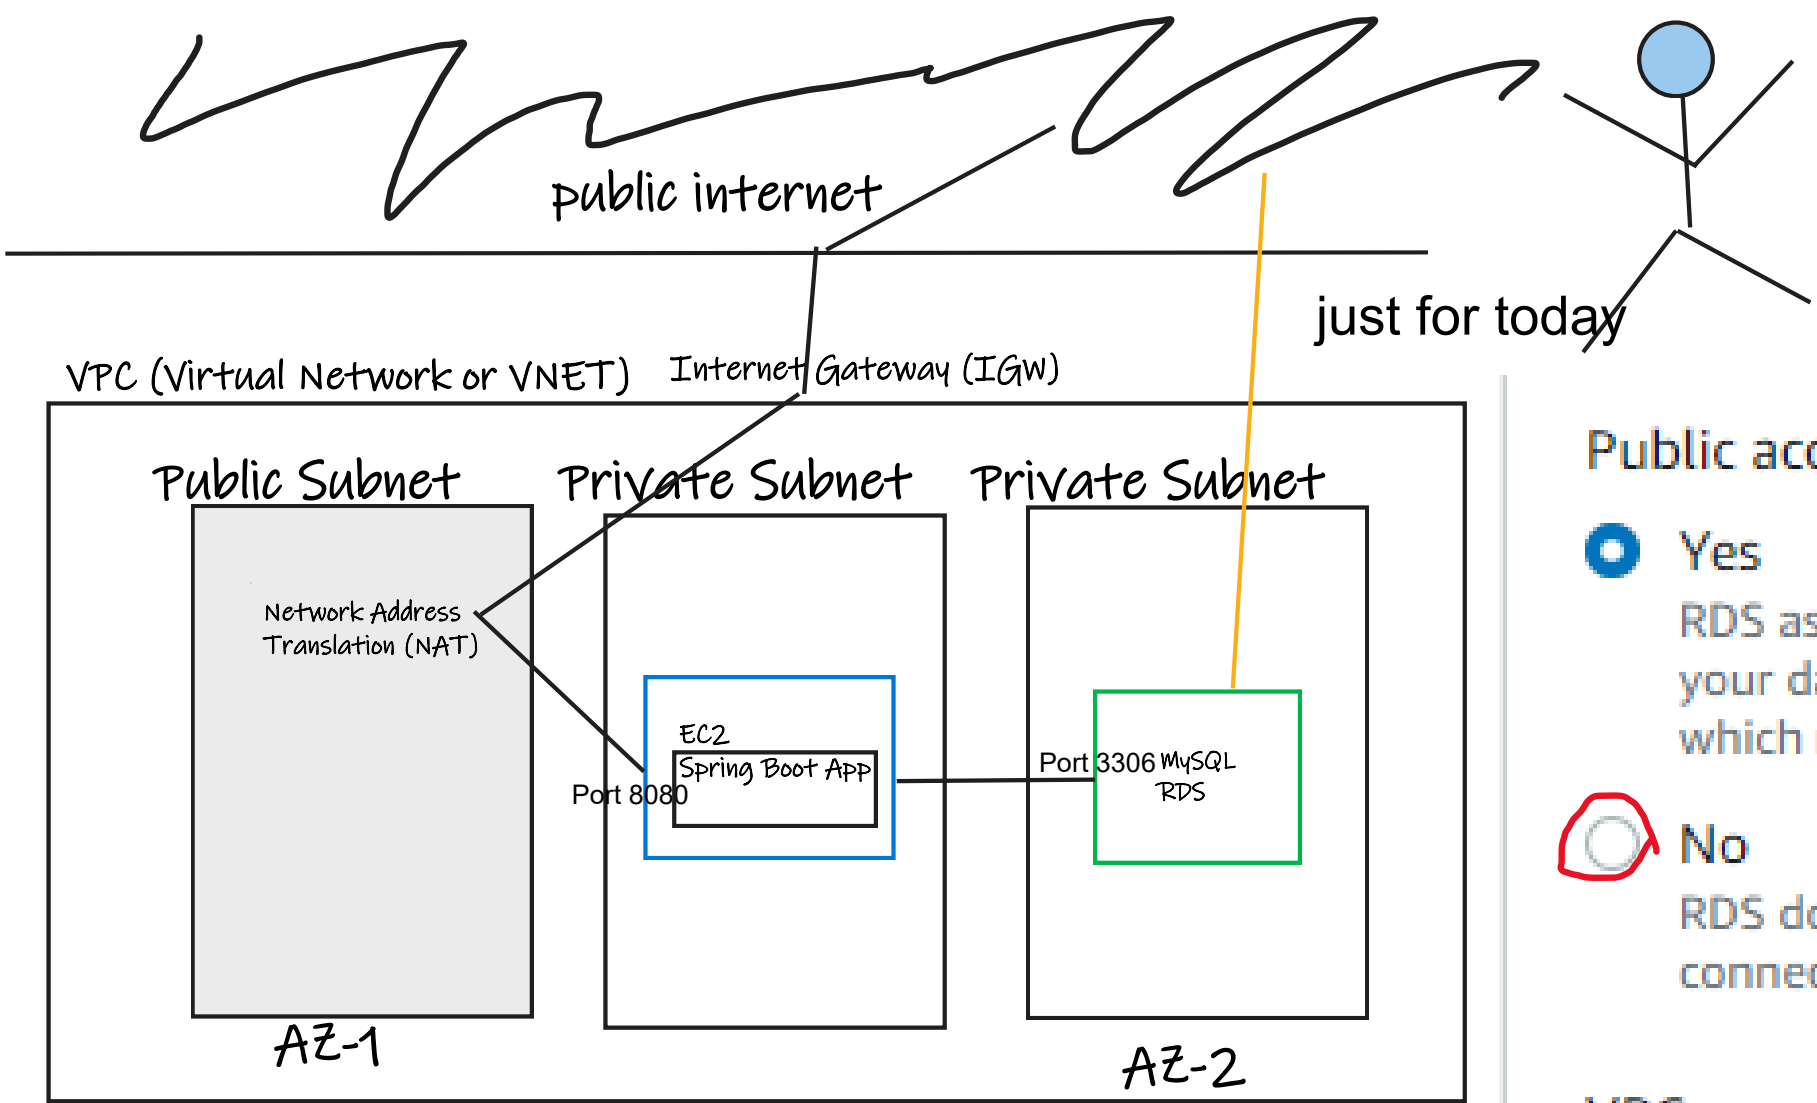 public internet
just for today
VPC (Virtual Network or VNET)
Internet Gateway (IGW)
Public Subnet
Private Subnet
Private Subnet
Network Address
Translation (NAT)
EC2
Spring Boot App
Port 8080
Port 3306
MySQL
RDS
AZ-1
AZ-2
Public acc
Yes
RDS as
your da
which
No
RDS do
connec